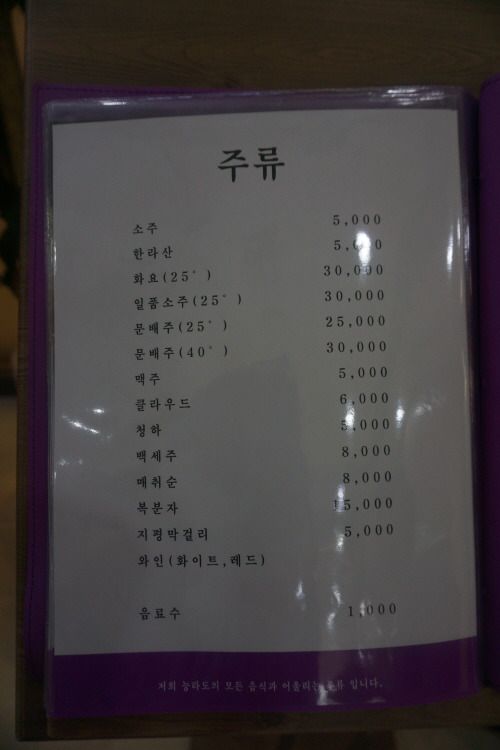 주류
소주 5,000
한라산 5,000
화요(25°) 30,000
일품소주(25°) 30,000
문배주(25°) 25,000
문배주(40°) 30,000
맥주 5,000
클라우드 6,000
청하 5,000
백세주 8,000
매취순 8,000
복분자 15,000
지평막걸리 5,000
와인(화이트,레드)
음료수 1,000
저희 능라도의 모든 음식과 어울리는 주류 입니다.